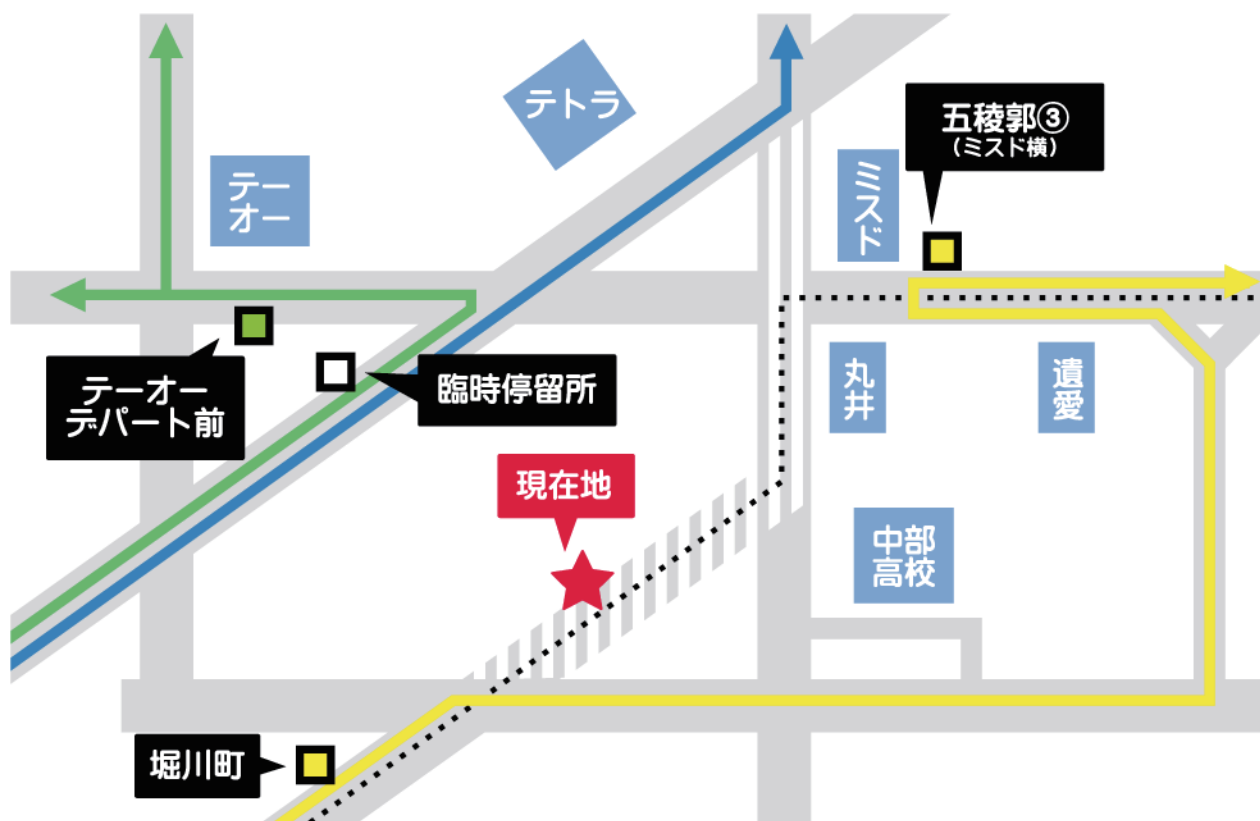 テトラ
五稜郭③
(ミスド横)
テー
オー
ミスド
テーオー
デパート前
臨時停留所
丸井
遺愛
現在地
中部
高校
堀川町